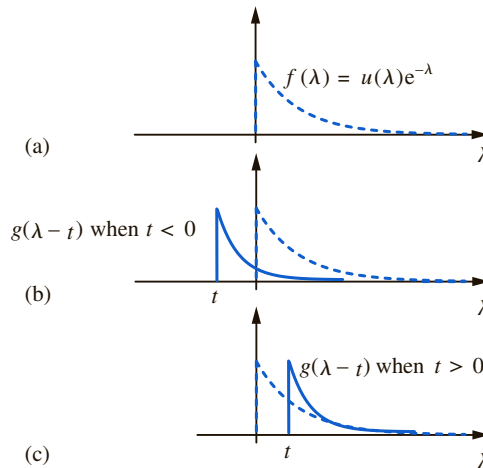 f(λ) = u(λ)e^{-λ}
λ
(a)
g(λ − t) when t < 0
t
λ
(b)
g(λ − t) when t > 0
t
λ
(c)